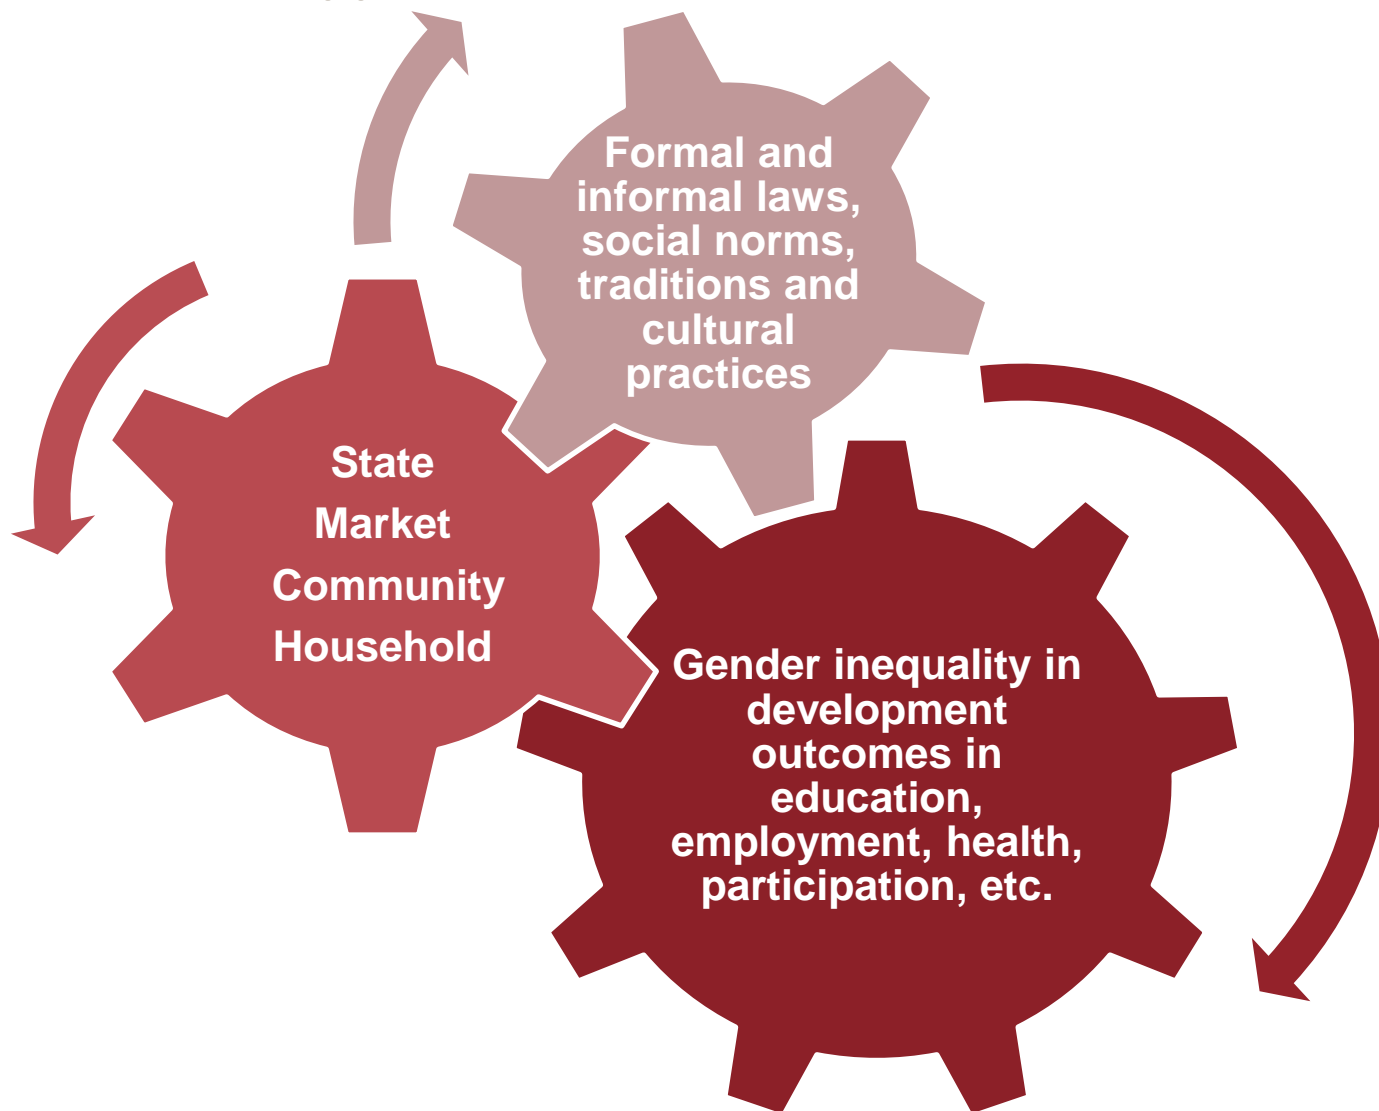 Formal and
informal laws,
social norms,
traditions and
cultural
practices
State
Market
Community
Household
Gender inequality in
development
outcomes in
education,
employment, health,
participation, etc.